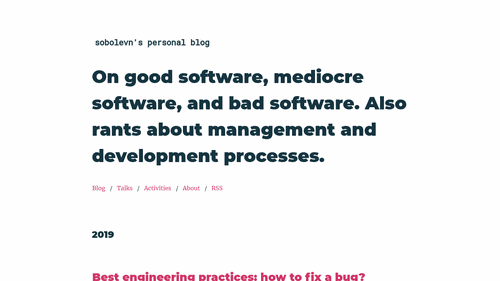 sobolevn's personal blog
On good software, mediocre
software, and bad software. Also
rants about management and
development processes.
Blog / Talks / Activities / About / RSS
2019
Best engineering practices: how to fix a bug?